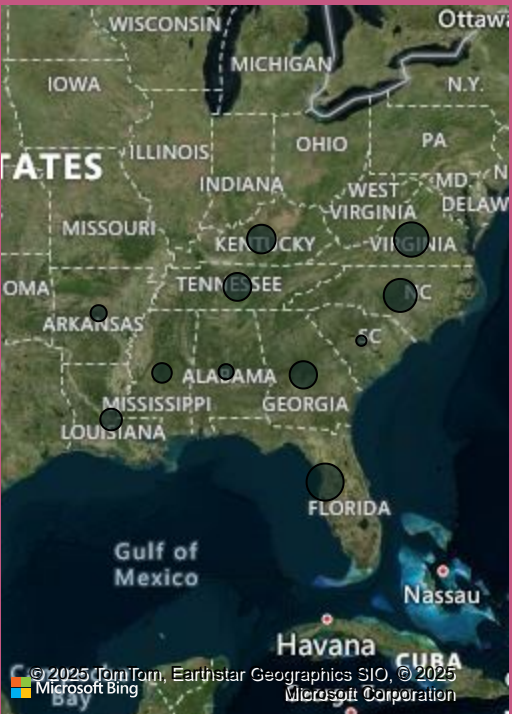 Ottawa
WISCONSIN
MICHIGAN
IOWA
N.Y.
OHIO
PA
ILLINOIS
TATES
INDIANA
WEST
VIRGINIA
MD
DELAW
MISSOURI
KENTUCKY
VIRGINIA
OMA
TENNESSEE
NC
ARKANSAS
SC
ALABAMA
MISSISSIPPI
GEORGIA
LOUISIANA
FLORIDA
Gulf of
Mexico
Nassau
Havana
CUBA
© 2025 TomTom, Earthstar Geographics SIO, © 2025
Microsoft Corporation
Microsoft Bing
Bay